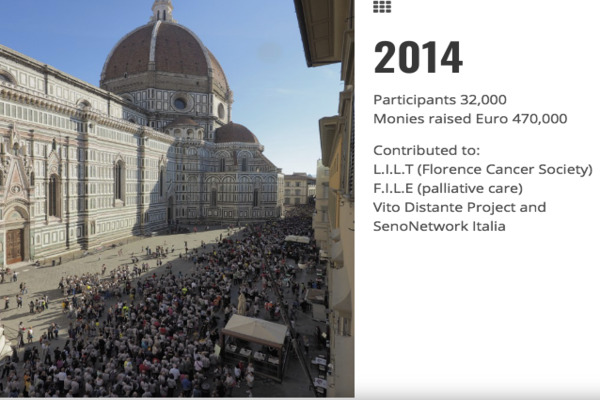 2014
Participants 32,000
Monies raised Euro 470,000
Contributed to:
L.I.L.T (Florence Cancer Society)
F.I.L.E (palliative care)
Vito Distante Project and
SenoNetwork Italia